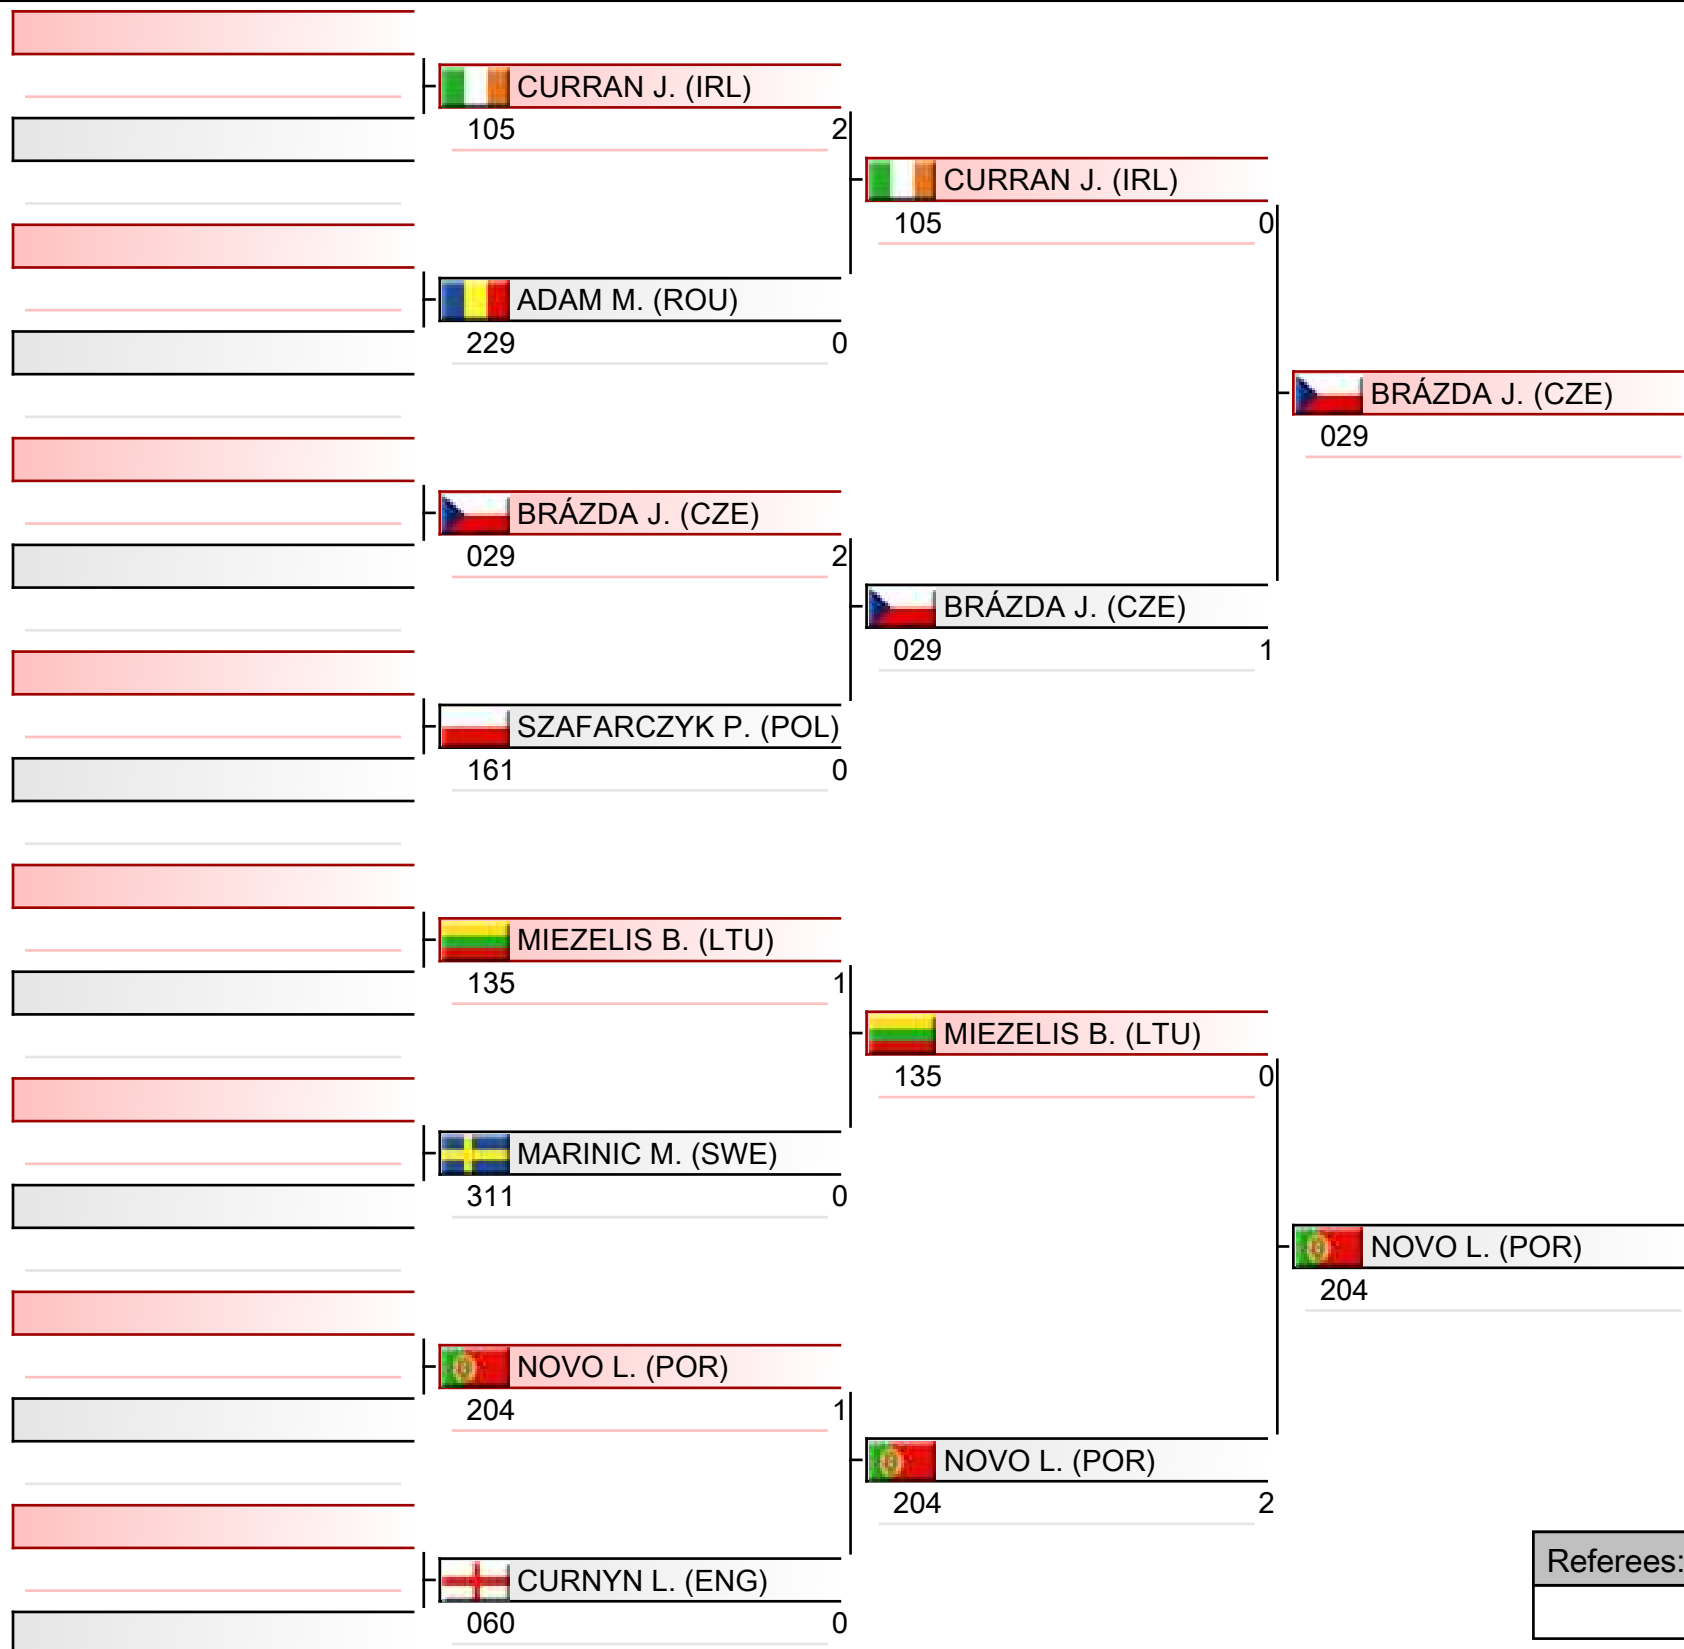 CURRAN J. (IRL)
105 2
ADAM M. (ROU)
229 0
BRÁZDA J. (CZE)
029 2
SZAFARCZYK P. (POL)
161 0
MIEZELIS B. (LTU)
135 1
MARINIC M. (SWE)
311 0
NOVO L. (POR)
204 1
CURNYN L. (ENG)
060 0
CURRAN J. (IRL)
105 0
BRÁZDA J. (CZE)
029 1
MIEZELIS B. (LTU)
135 0
NOVO L. (POR)
204 2
BRÁZDA J. (CZE)
029
NOVO L. (POR)
204
Referees: